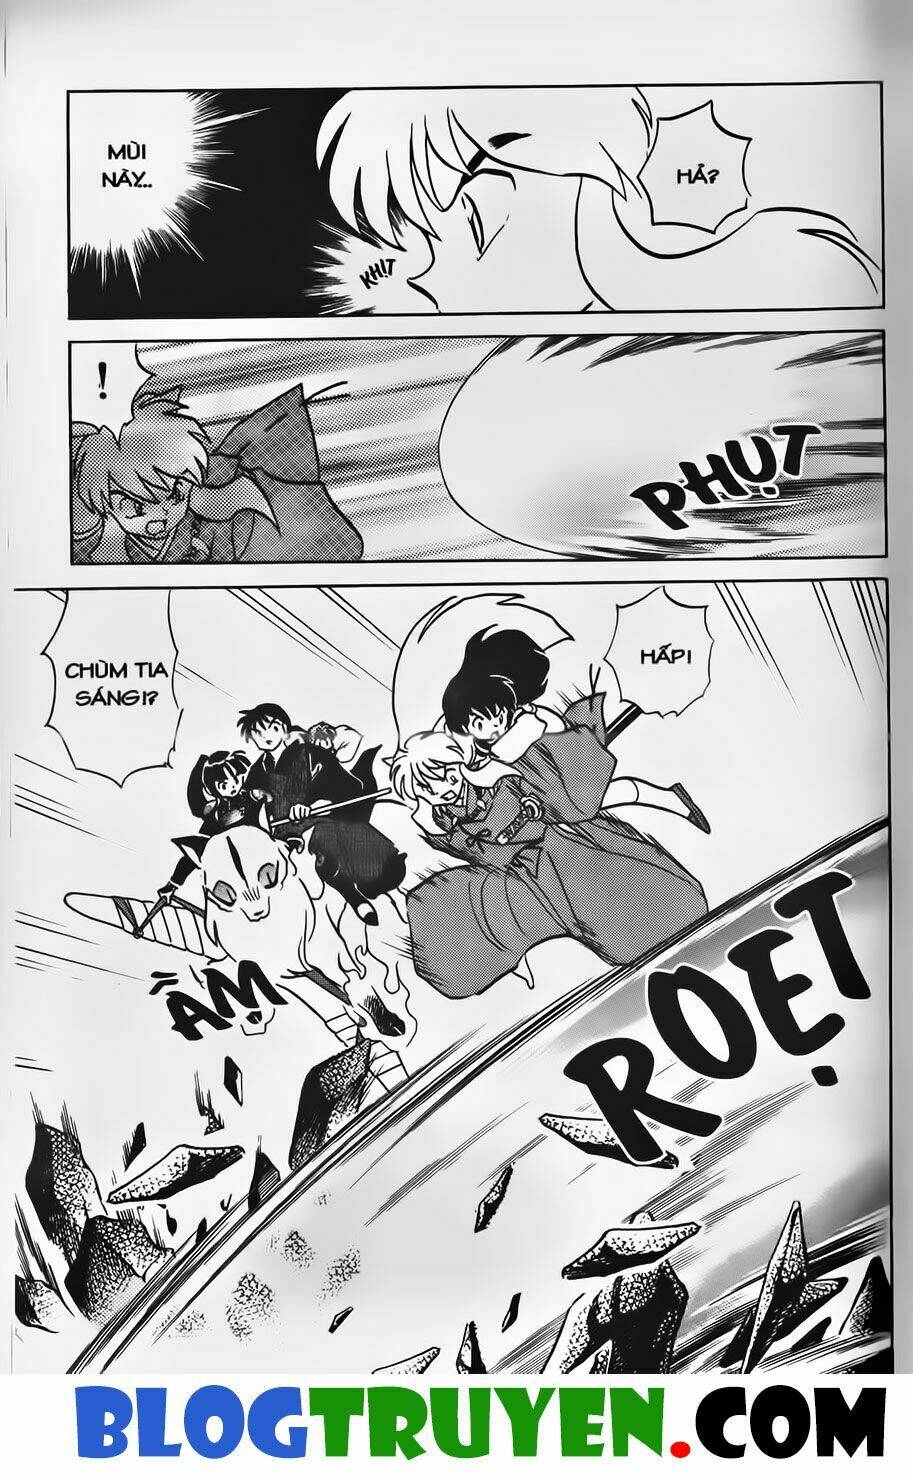 HẢ?
MÙI
NÀY...
KHỊT
!
PHỤT
HẤP!
CHÙM TIA
SÁNG!?
ẦM
ROẸT
BLOGTRUYEN.COM